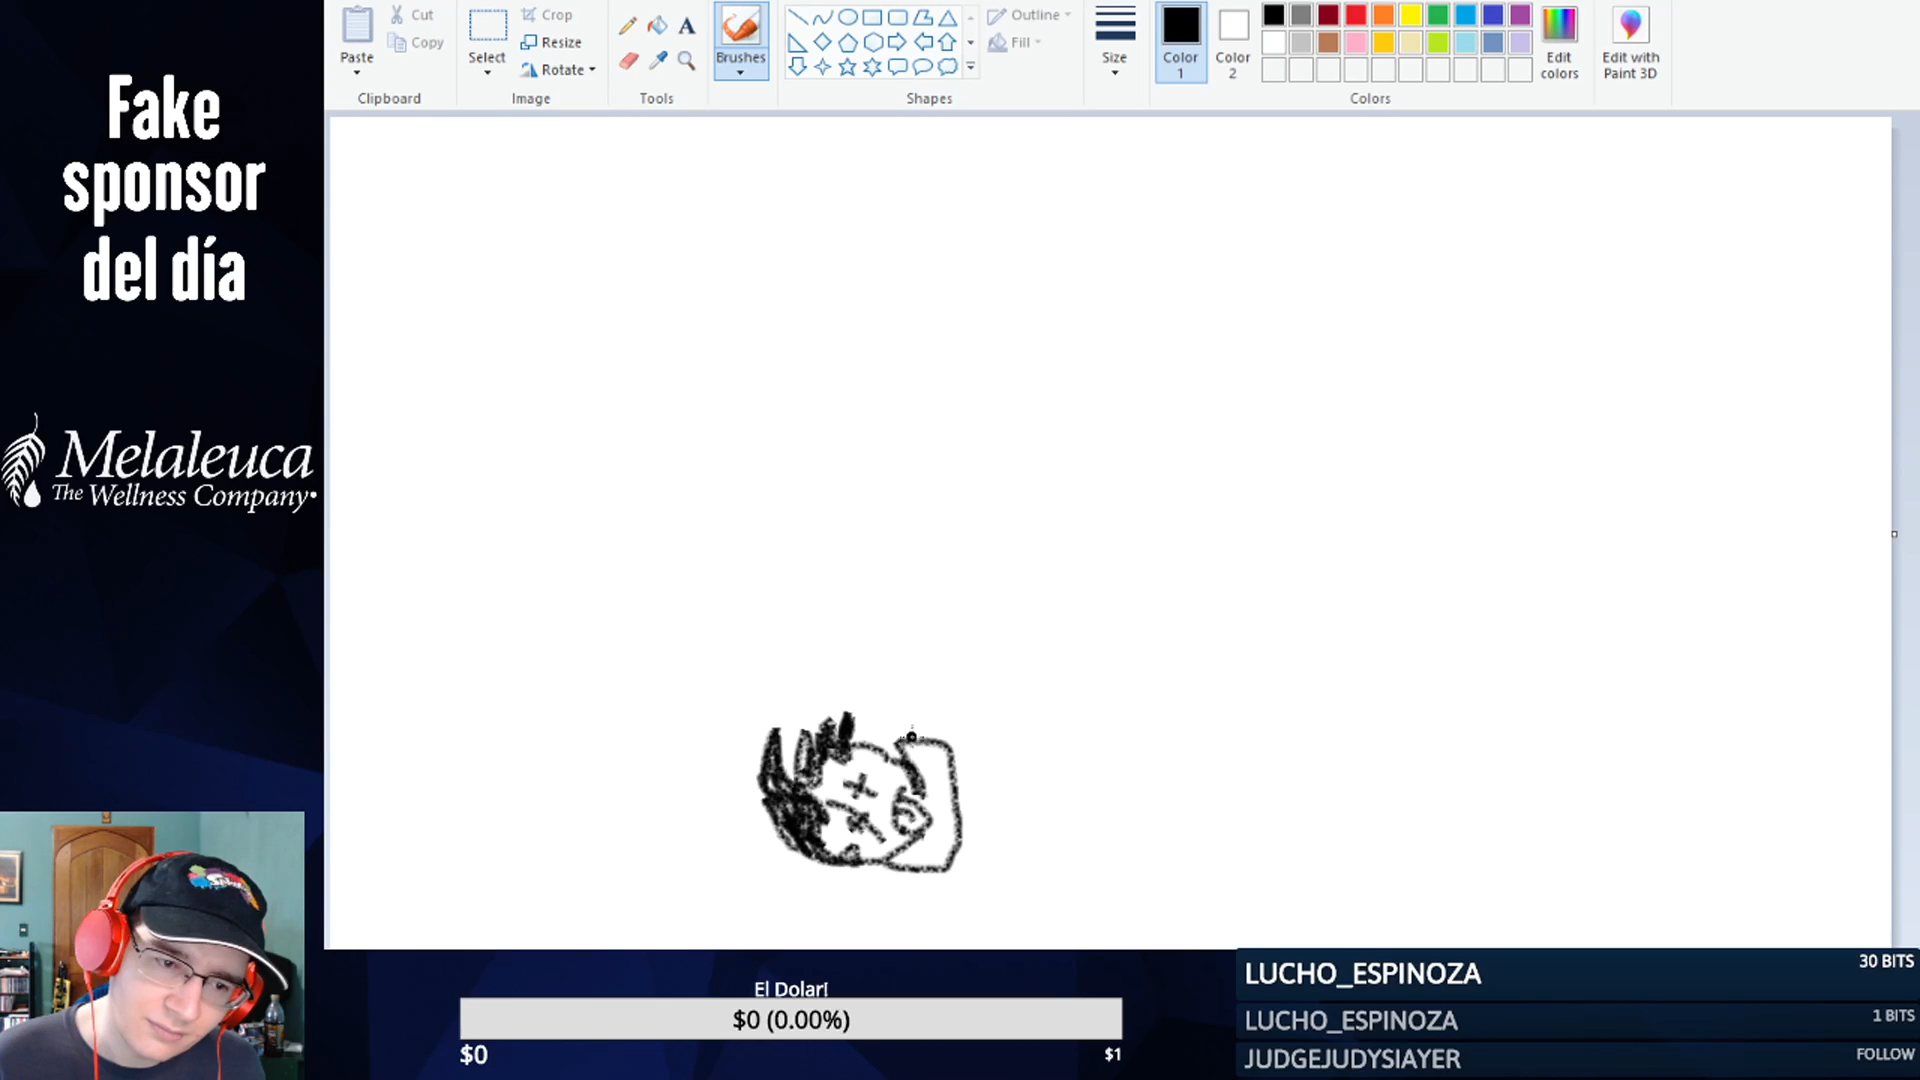 Fake
sponsor
del día
Melaleuca
The Wellness Company
Paste
Cut
Copy
Clipboard
Select
Crop
Resize
Rotate
Image
A
Tools
Brushes
Shapes
Outline
Fill
Size
Color
1
Color
2
Colors
Edit
colors
Edit with
Paint 3D
El Dolar!
$0 (0.00%)
$0
$1
LUCHO_ESPINOZA
30 BITS
LUCHO_ESPINOZA
1 BITS
JUDGEJUDYSIAYER
FOLLOW